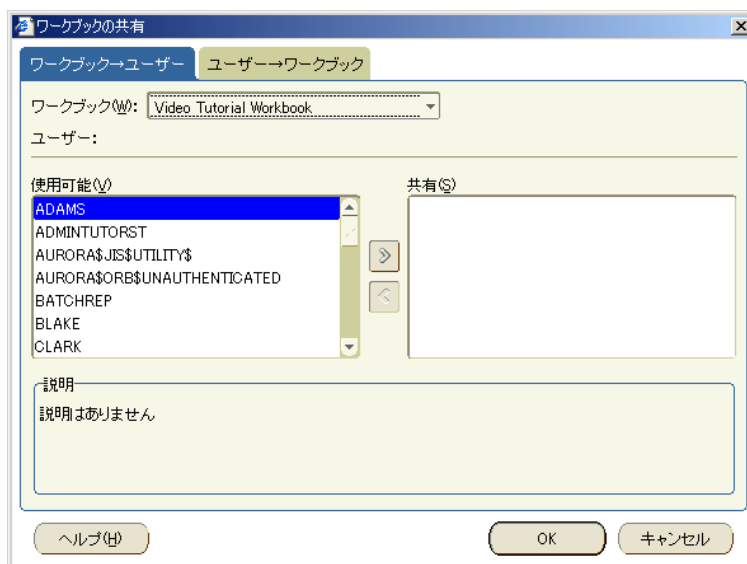 ワークブックの共有
ワークブック→ユーザー ユーザー→ワークブック
ワークブック(W): Video Tutorial Workbook
ユーザー:
使用可能(V) 共有(S)
ADAMS
ADMINTUTORST
AURORA$JIS$UTILITY$
AURORA$ORB$UNAUTHENTICATED
BATCHREP
BLAKE
CLARK
説明
説明はありません
ヘルプ(H) OK キャンセル